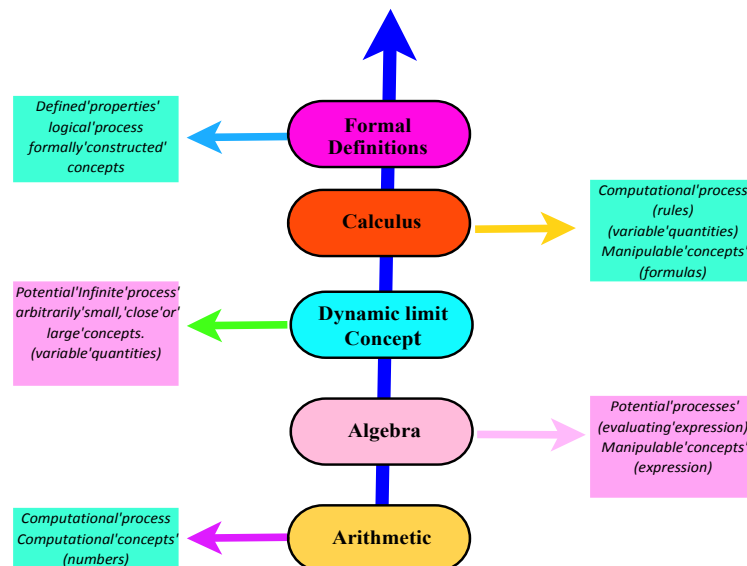 Defined'properties'
logical'process
formally'constructed'
concepts
Formal
Definitions
Calculus
Computational'process
(rules)
(variable'quantities)
Manipulable'concepts'
(formulas)
Potential'Infinite'process'
arbitrarily'small,'close'or'
large'concepts.
(variable'quantities)
Dynamic limit
Concept
Algebra
Potential'processes'
(evaluating'expression)
Manipulable'concepts'
(expression)
Computational'process
Computational'concepts'
(numbers)
Arithmetic